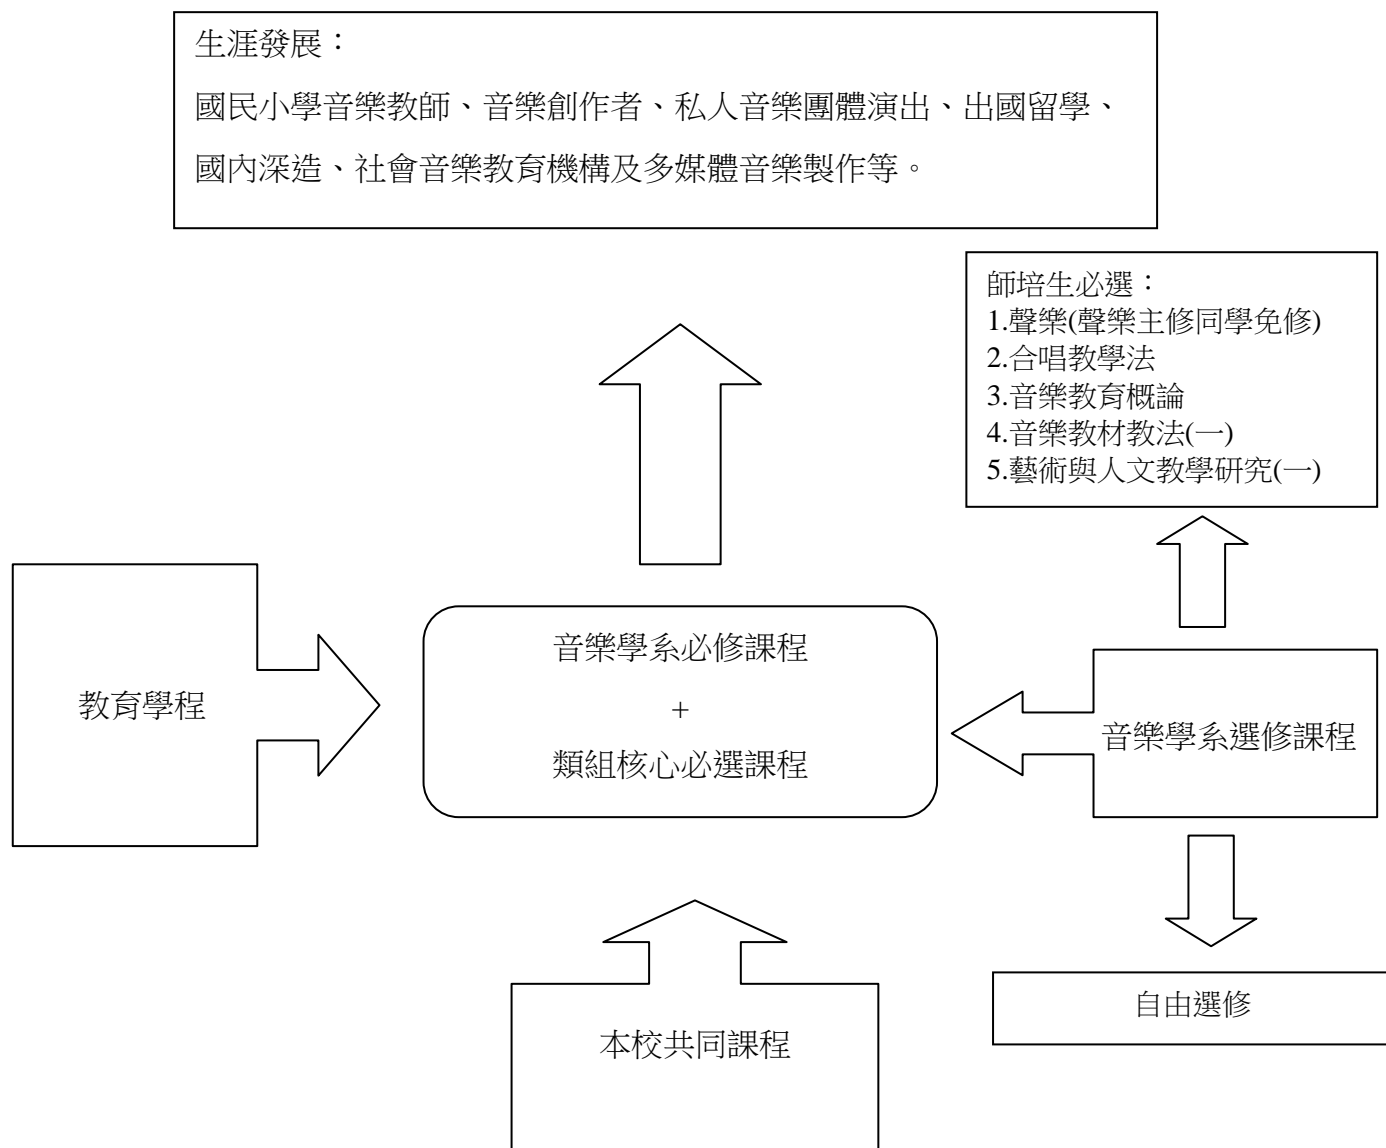 生涯發展：
國民小學音樂教師、音樂創作者、私人音樂團體演出、出國留學、
國內深造、社會音樂教育機構及多媒體音樂製作等。
師培生必選：
1.聲樂(聲樂主修同學免修)
2.合唱教學法
3.音樂教育概論
4.音樂教材教法(一)
5.藝術與人文教學研究(一)
教育學程
音樂學系必修課程
+
類組核心必選課程
音樂學系選修課程
自由選修
本校共同課程